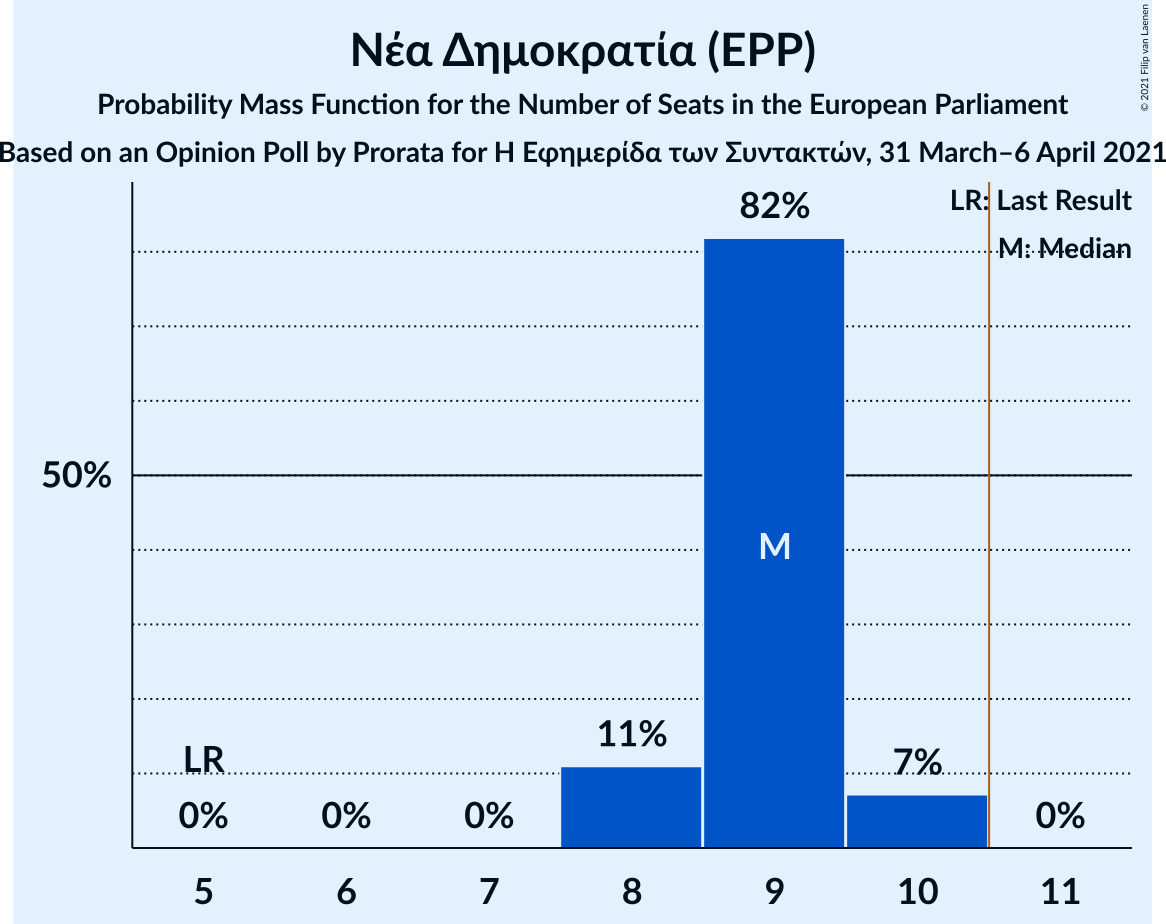 Νέα Δημοκρατία (EPP)
Probability Mass Function for the Number of Seats in the European Parliament
Based on an Opinion Poll by Prorata for Η Εφημερίδα των Συντακτών, 31 March–6 April 2021
© 2021 Filip van Laenen
LR: Last Result
M: Median
82%
50%
M
11%
LR
7%
0% 0% 0% 0%
5 6 7 8 9 10 11